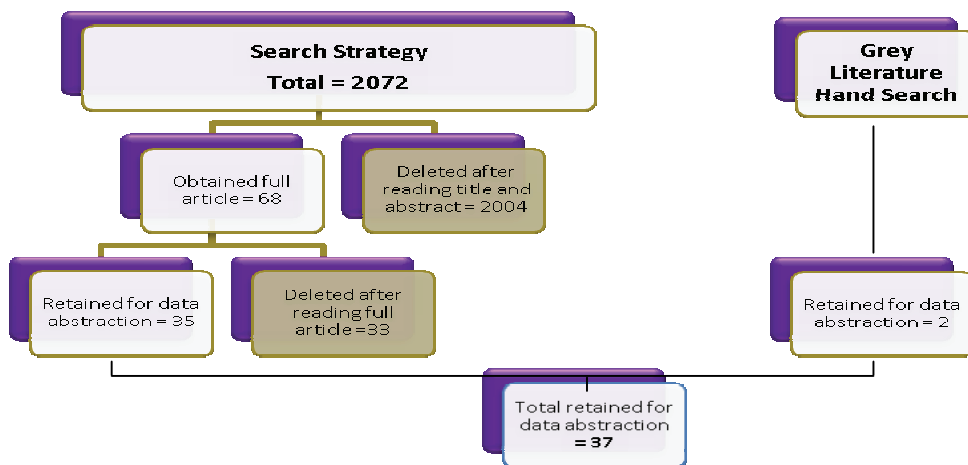 Search Strategy
Total = 2072
Grey
Literature
Hand Search
Obtained full
article = 68
Deleted after
reading title and
abstract = 2004
Retained for data
abstraction = 35
Deleted after
reading full
article =33
Retained for data
abstraction = 2
Total retained for
data abstraction
= 37